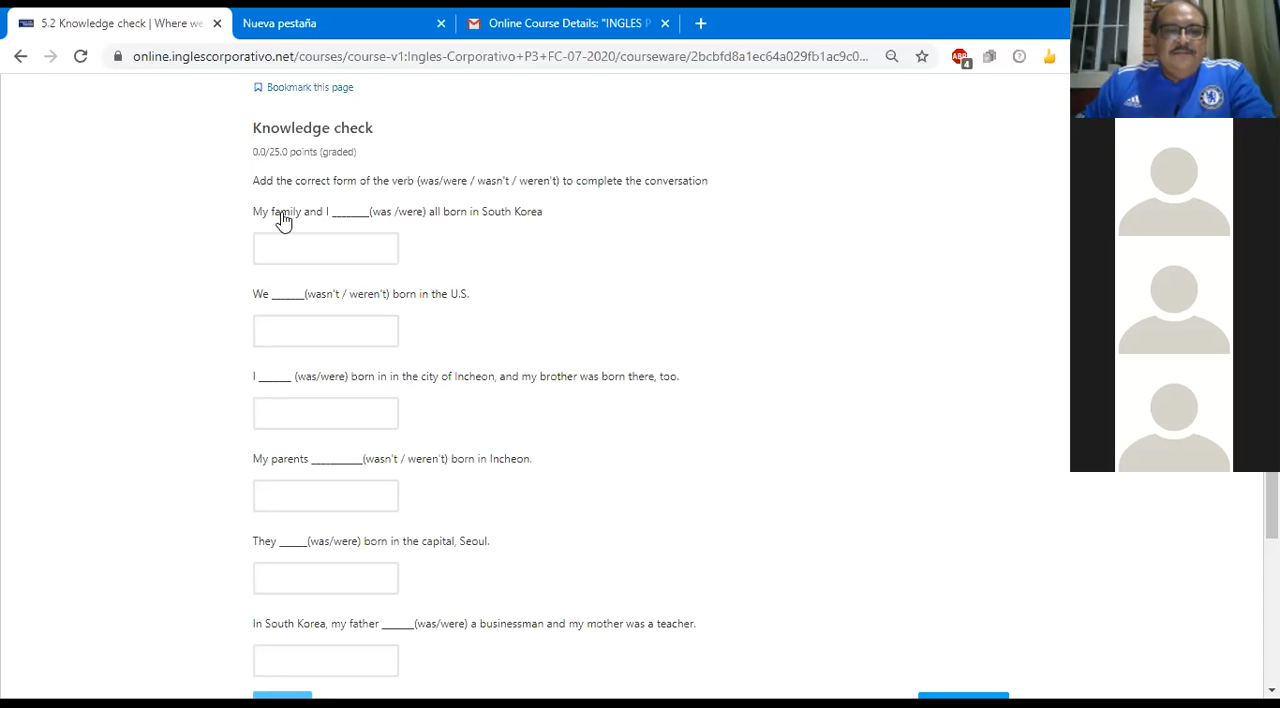 5.2 Knowledge check | Where we
Nueva pestaña
Online Course Details: "INGLES P
online.inglescorporativo.net/courses/course-v1:Ingles-Corporativo+P3+FC-07-2020/courseware/2bcbfd8a1ec64a029fb1ac9c0...
ABP
4
Bookmark this page
Knowledge check
0.0/25.0 points (graded)
Add the correct form of the verb (was/were / wasn't / weren't) to complete the conversation
My family and I _______(was /were) all born in South Korea
We ______(wasn't / weren't) born in the U.S.
I ______ (was/were) born in in the city of Incheon, and my brother was born there, too.
My parents __________(wasn't / weren't) born in Incheon.
They _____(was/were) born in the capital, Seoul.
In South Korea, my father ______(was/were) a businessman and my mother was a teacher.